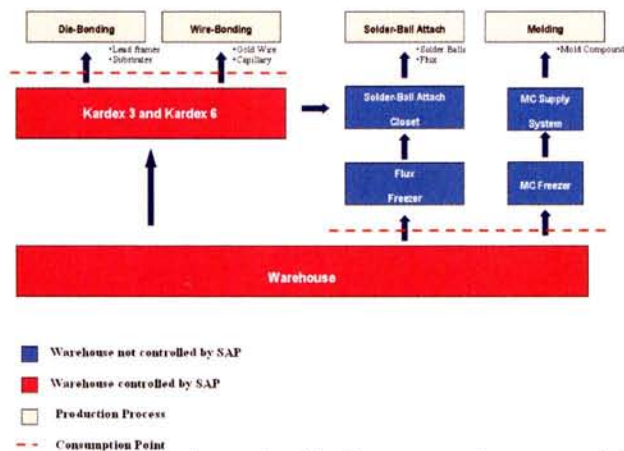 Die-Bonding
Wire-Bonding
Solder-Ball Attach
Molding
•Lead frames
•Substrates
•Gold Wire
•Capillary
•Solder Balls
•Flux
•Mold Compound
Kardex 3 and Kardex 6
Solder-Ball Attach
Closet
MC Supply
System
Flux
Freezer
MC Freezer
Warehouse
Warehouse not controlled by SAP
Warehouse controlled by SAP
Production Process
Consumption Point